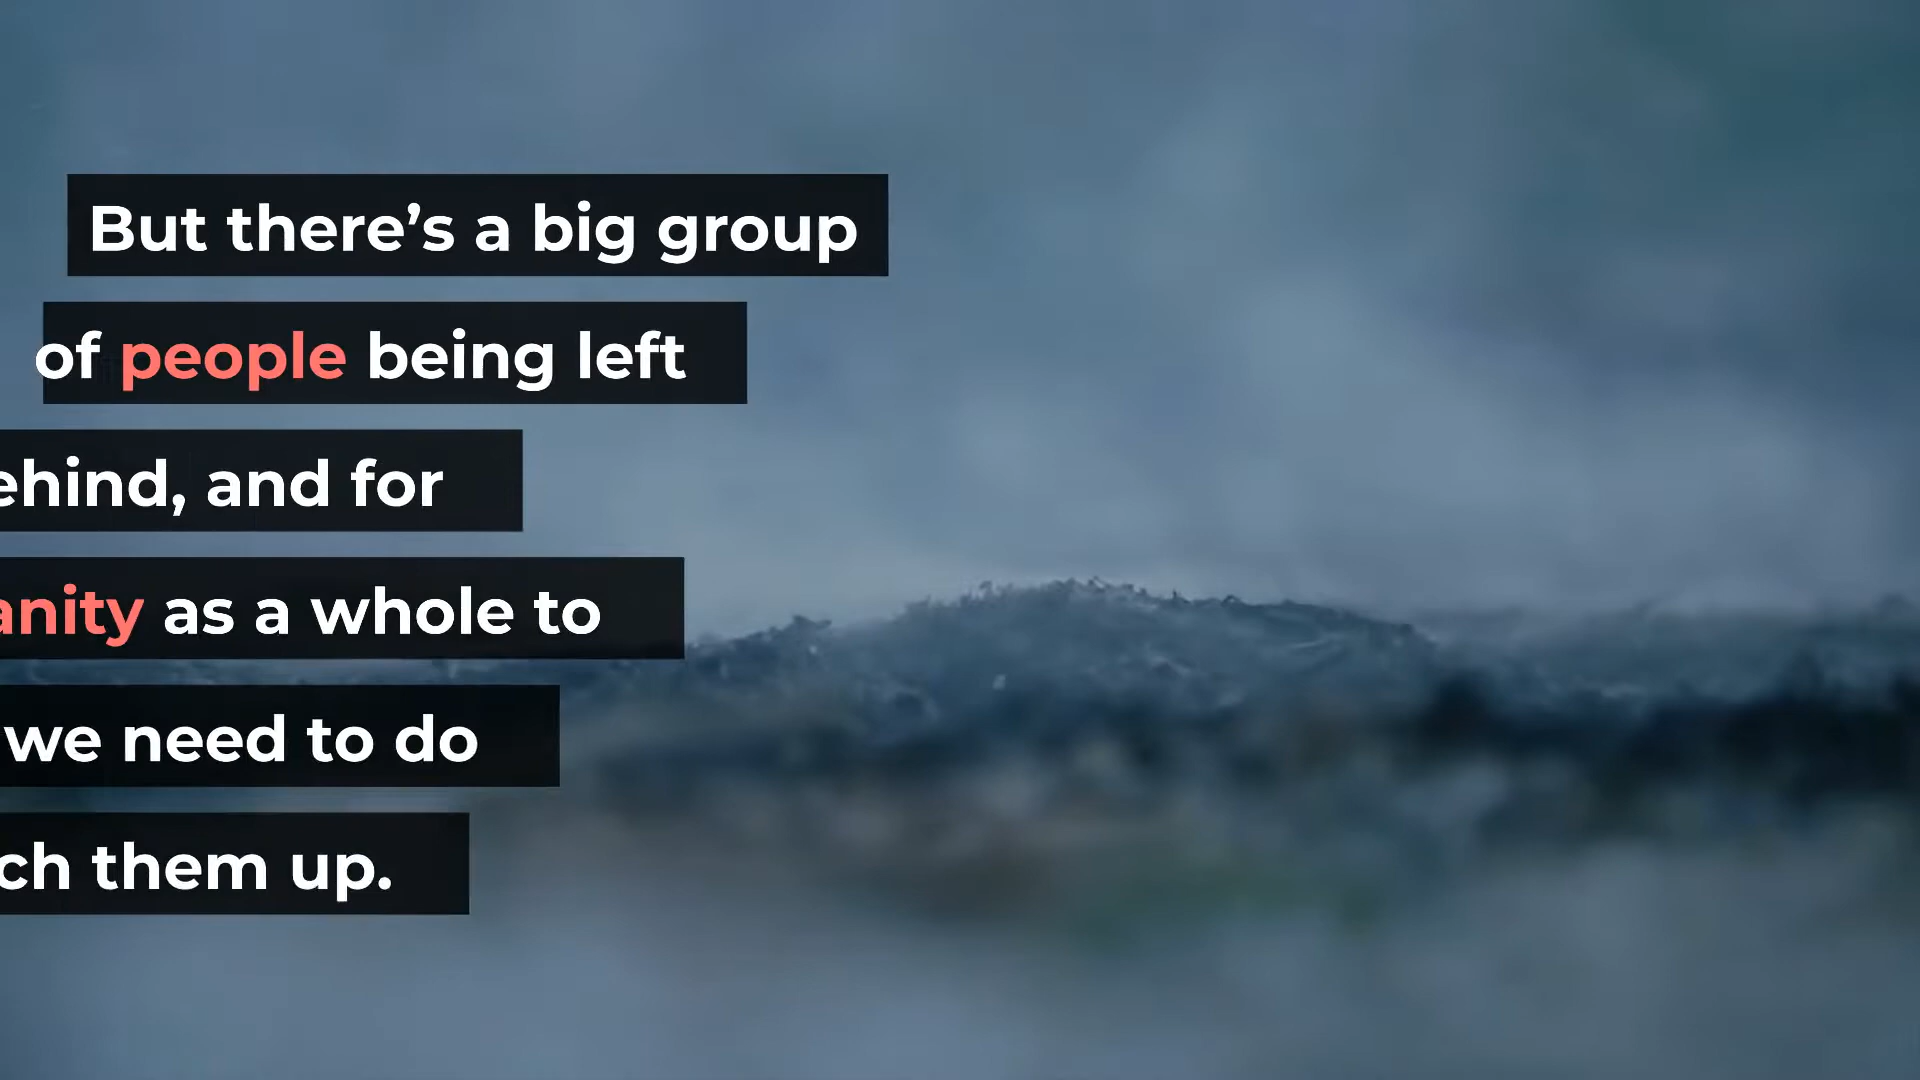 But there’s a big group
of people being left
ehind, and for
anity as a whole to
we need to do
ch them up.